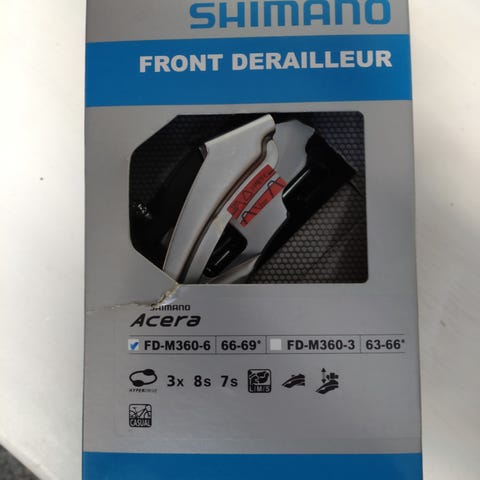 SHIMANO
FRONT DERAILLEUR
SHIMANO
Acera
FD-M360-6 66-69° FD-M360-3 63-66°
HYPERDRIVE 3x 8s 7s L/M/S
CASUAL